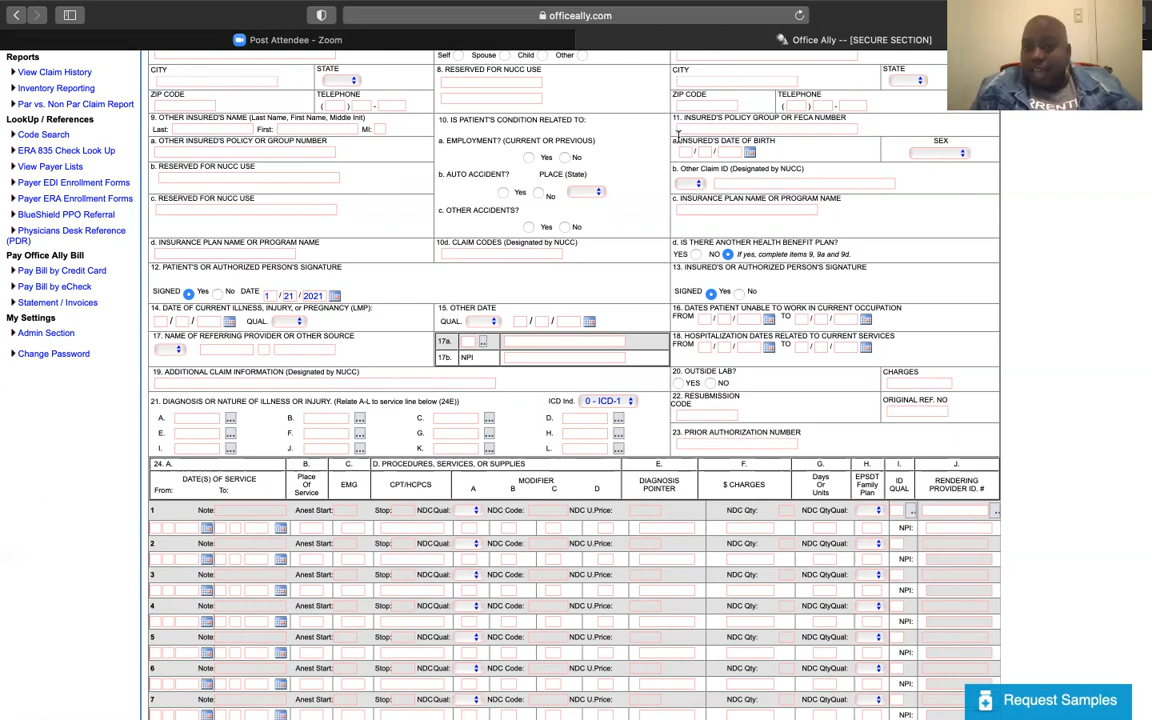 officeally.com
Post Attendee - Zoom
Office Ally -- [SECURE SECTION]
Reports
View Claim History
Inventory Reporting
Par vs. Non Par Claim Report
LookUp / References
Code Search
ERA 835 Check Look Up
View Payer Lists
Payer EDI Enrollment Forms
Payer ERA Enrollment Forms
BlueShield PPO Referral
Physicians Desk Reference
(PDR)
Pay Office Ally Bill
Pay Bill by Credit Card
Pay Bill by eCheck
Statement / Invoices
My Settings
Admin Section
Change Password
Self Spouse Child Other
CITY STATE 8. RESERVED FOR NUCC USE CITY STATE
ZIP CODE TELEPHONE ZIP CODE TELEPHONE
( ) - ( ) -
9. OTHER INSURED'S NAME (Last Name, First Name, Middle Init) 10. IS PATIENT'S CONDITION RELATED TO: 11. INSURED'S POLICY GROUP OR FECA NUMBER
Last: First: MI:
a. OTHER INSURED'S POLICY OR GROUP NUMBER a. EMPLOYMENT? (CURRENT OR PREVIOUS) a. INSURED'S DATE OF BIRTH SEX
/ /
Yes No
b. RESERVED FOR NUCC USE b. AUTO ACCIDENT? PLACE (State) b. Other Claim ID (Designated by NUCC)
Yes No
c. RESERVED FOR NUCC USE c. OTHER ACCIDENTS? c. INSURANCE PLAN NAME OR PROGRAM NAME
Yes No
d. INSURANCE PLAN NAME OR PROGRAM NAME 10d. CLAIM CODES (Designated by NUCC) d. IS THERE ANOTHER HEALTH BENEFIT PLAN?
YES NO If yes, complete items 9, 9a and 9d.
12. PATIENT'S OR AUTHORIZED PERSON'S SIGNATURE 13. INSURED'S OR AUTHORIZED PERSON'S SIGNATURE
SIGNED Yes No DATE 1 / 21 / 2021 SIGNED Yes No
14. DATE OF CURRENT ILLNESS, INJURY, or PREGNANCY (LMP): 15. OTHER DATE 16. DATES PATIENT UNABLE TO WORK IN CURRENT OCCUPATION
/ / QUAL. QUAL. / / FROM / / TO / /
17. NAME OF REFERRING PROVIDER OR OTHER SOURCE 17a. .. 18. HOSPITALIZATION DATES RELATED TO CURRENT SERVICES
17b. NPI FROM / / TO / /
19. ADDITIONAL CLAIM INFORMATION (Designated by NUCC) 20. OUTSIDE LAB? CHARGES
YES NO
21. DIAGNOSIS OR NATURE OF ILLNESS OR INJURY. (Relate A-L to service line below (24E)) ICD Ind. 0 - ICD-1 22. RESUBMISSION CODE ORIGINAL REF. NO
A. ... B. ... C. ... D. ...
E. ... F. ... G. ... H. ... 23. PRIOR AUTHORIZATION NUMBER
I. ... J. ... K. ... L. ...
24. A. B. C. D. PROCEDURES, SERVICES, OR SUPPLIES E. F. G. H. I. J.
DATE(S) OF SERVICE Place Of Service EMG CPT/HCPCS MODIFIER DIAGNOSIS POINTER $ CHARGES Days Or Units EPSDT Family Plan ID QUAL RENDERING PROVIDER ID. #
From: To: A B C D
1 Note: Anest Start: Stop: NDCQual: NDC Code: NDC U.Price: NDC Qty: NDC QtyQual: .. ..
NPI:
2 Note: Anest Start: Stop: NDCQual: NDC Code: NDC U.Price: NDC Qty: NDC QtyQual:
NPI:
3 Note: Anest Start: Stop: NDCQual: NDC Code: NDC U.Price: NDC Qty: NDC QtyQual:
NPI:
4 Note: Anest Start: Stop: NDCQual: NDC Code: NDC U.Price: NDC Qty: NDC QtyQual:
NPI:
5 Note: Anest Start: Stop: NDCQual: NDC Code: NDC U.Price: NDC Qty: NDC QtyQual:
NPI:
6 Note: Anest Start: Stop: NDCQual: NDC Code: NDC U.Price: NDC Qty: NDC QtyQual:
NPI:
7 Note: Anest Start: Stop: NDCQual: NDC Code: NDC U.Price: NDC Qty: NDC QtyQual:
Request Samples